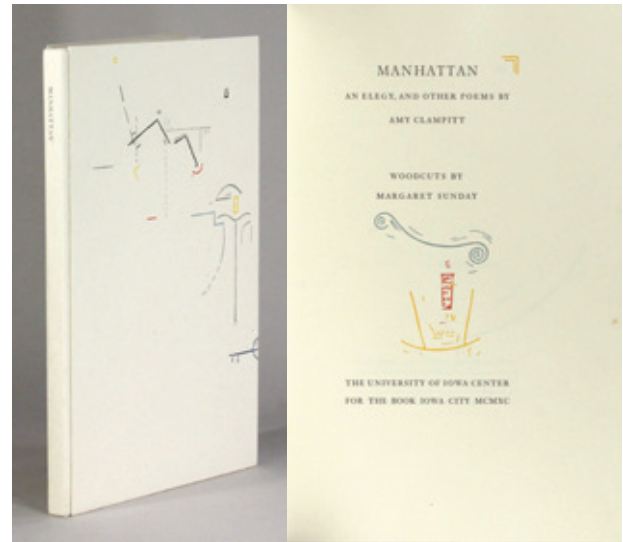 MANHATTAN
MANHATTAN
AN ELEGY, AND OTHER POEMS BY
AMY CLAMPITT
WOODCUTS BY
MARGARET SUNDAY
THE UNIVERSITY OF IOWA CENTER
FOR THE BOOK IOWA CITY MCMXC